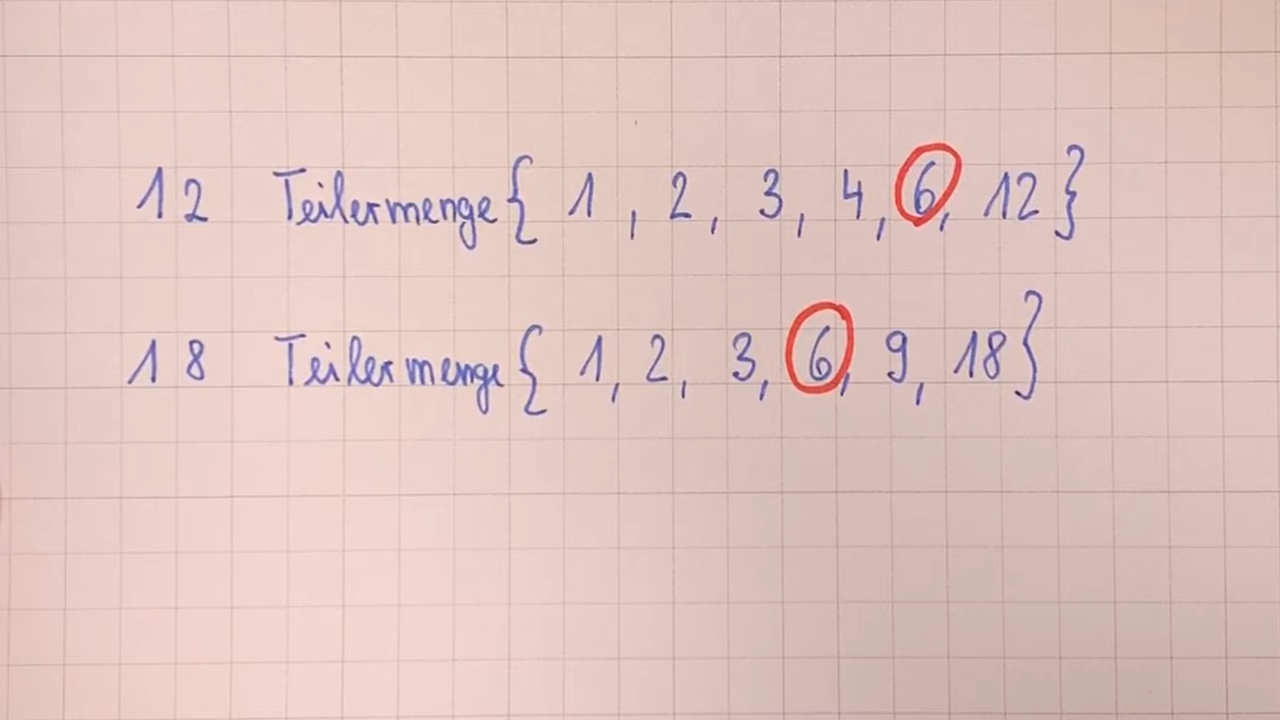 12 Teilermenge { 1, 2, 3, 4, 6, 12 }
18 Teilermenge { 1, 2, 3, 6, 9, 18 }